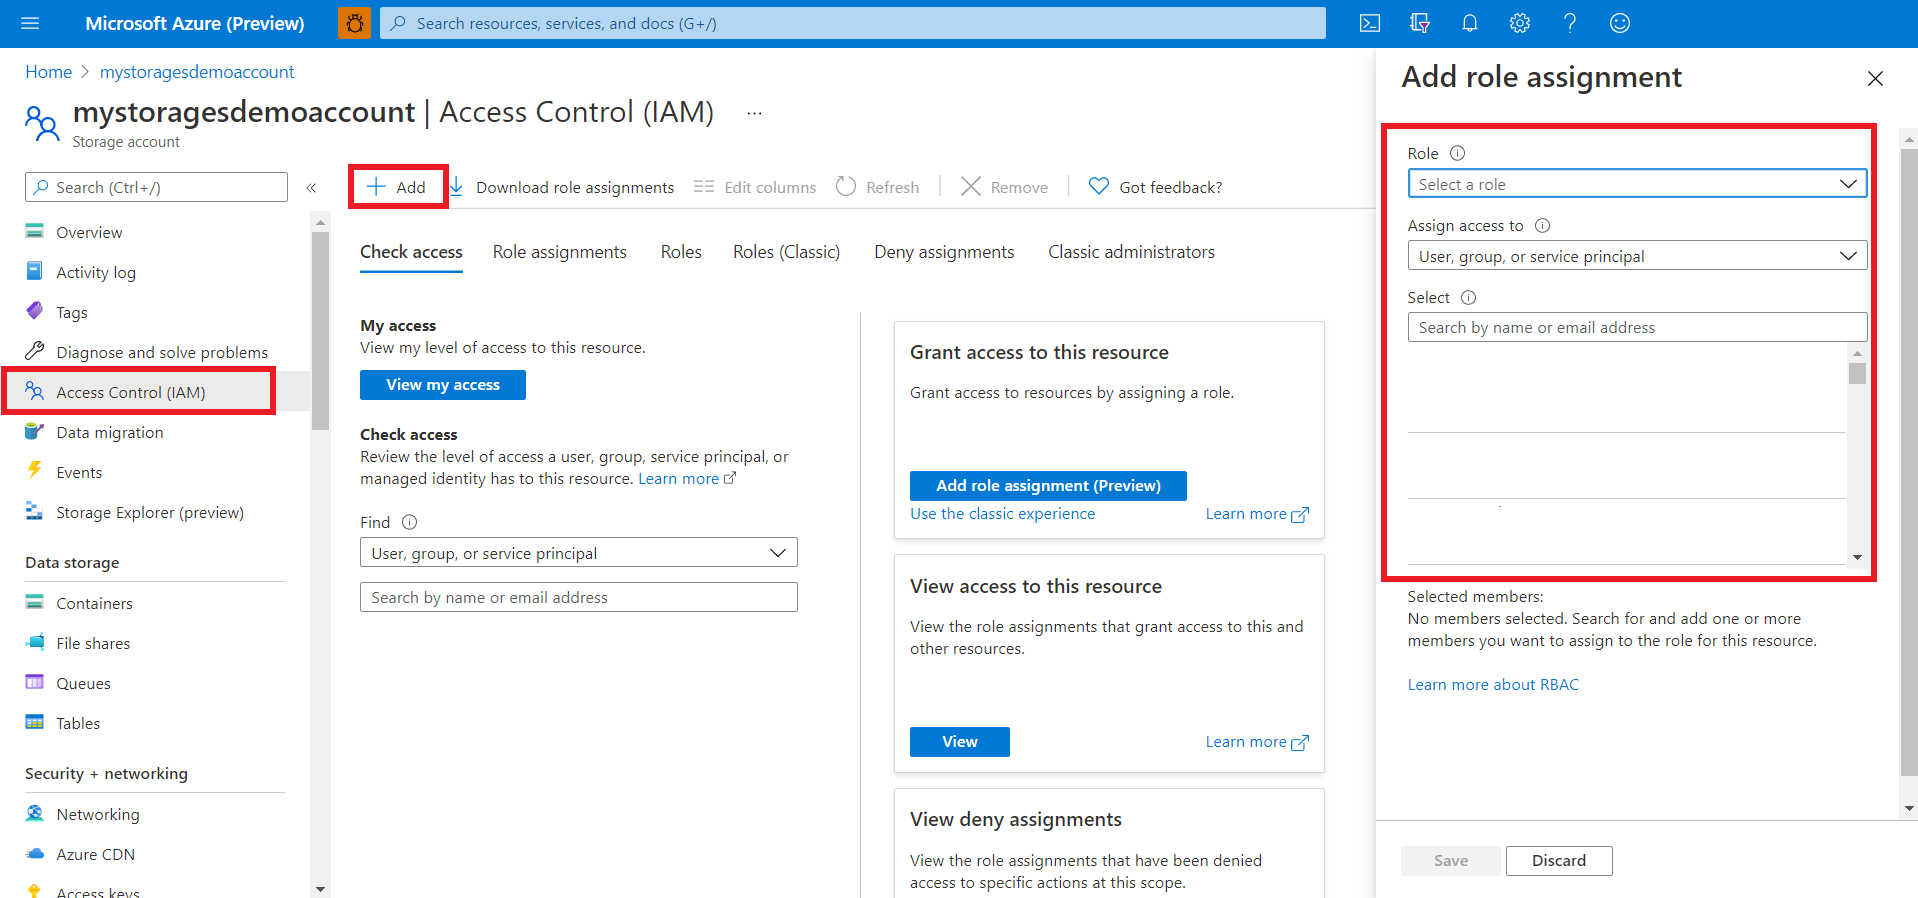 Microsoft Azure (Preview)
Search resources, services, and docs (G+/)
Home > mystoragesdemoaccount
mystoragesdemoaccount | Access Control (IAM) ...
Storage account
Search (Ctrl+/)
«
Overview
Activity log
Tags
Diagnose and solve problems
Access Control (IAM)
Data migration
Events
Storage Explorer (preview)
Data storage
Containers
File shares
Queues
Tables
Security + networking
Networking
Azure CDN
Access keys
+ Add
Download role assignments
Edit columns
Refresh
Remove
Got feedback?
Check access
Role assignments
Roles
Roles (Classic)
Deny assignments
Classic administrators
My access
View my level of access to this resource.
View my access
Check access
Review the level of access a user, group, service principal, or
managed identity has to this resource. Learn more
Find
User, group, or service principal
Search by name or email address
Grant access to this resource
Grant access to resources by assigning a role.
Add role assignment (Preview)
Use the classic experience
Learn more
View access to this resource
View the role assignments that grant access to this and
other resources.
View
Learn more
View deny assignments
View the role assignments that have been denied
access to specific actions at this scope.
Add role assignment
Role
Select a role
Assign access to
User, group, or service principal
Select
Search by name or email address
Selected members:
No members selected. Search for and add one or more
members you want to assign to the role for this resource.
Learn more about RBAC
Save
Discard